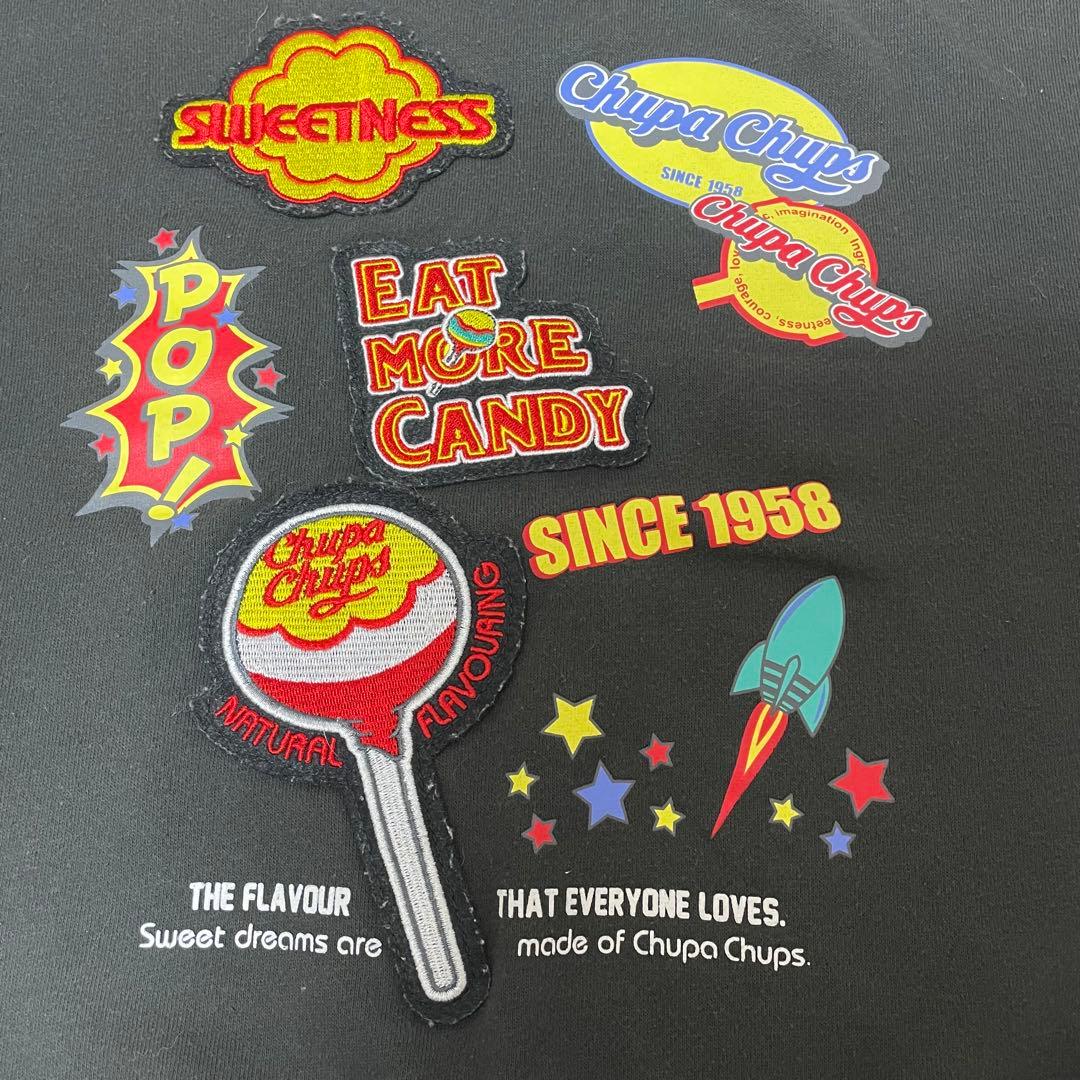 SWEETNESS
Chupa Chups
SINCE 1958
Chupa Chups
imagination
courage,
POP!
EAT
MORE
CANDY
SINCE 1958
Chupa
Chups
NATURAL FLAVOURING
THE FLAVOUR THAT EVERYONE LOVES.
Sweet dreams are made of Chupa Chups.